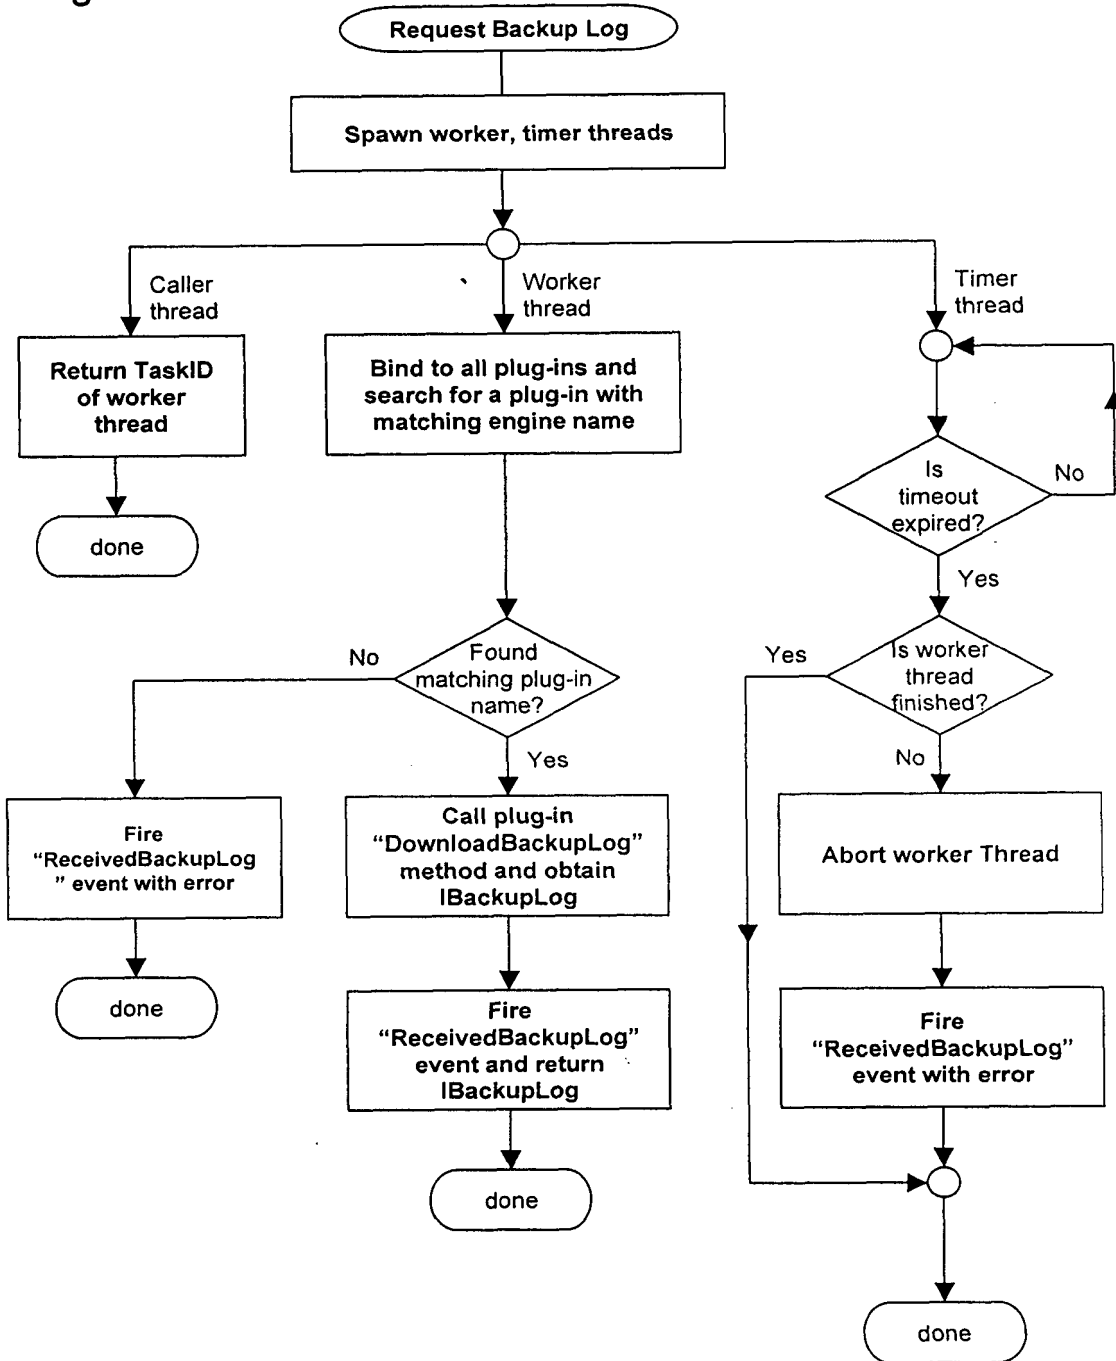 Request Backup Log
Spawn worker, timer threads
Caller
thread
Worker
thread
Timer
thread
Return TaskID
of worker
thread
Bind to all plug-ins and
search for a plug-in with
matching engine name
Is
timeout
expired?
No
done
Yes
No
Found
matching plug-in
name?
Yes
Is worker
thread
finished?
Yes
No
Fire
“ReceivedBackupLog
” event with error
Call plug-in
“DownloadBackupLog”
method and obtain
IBackupLog
Abort worker Thread
done
Fire
“ReceivedBackupLog”
event and return
IBackupLog
Fire
“ReceivedBackupLog”
event with error
done
done